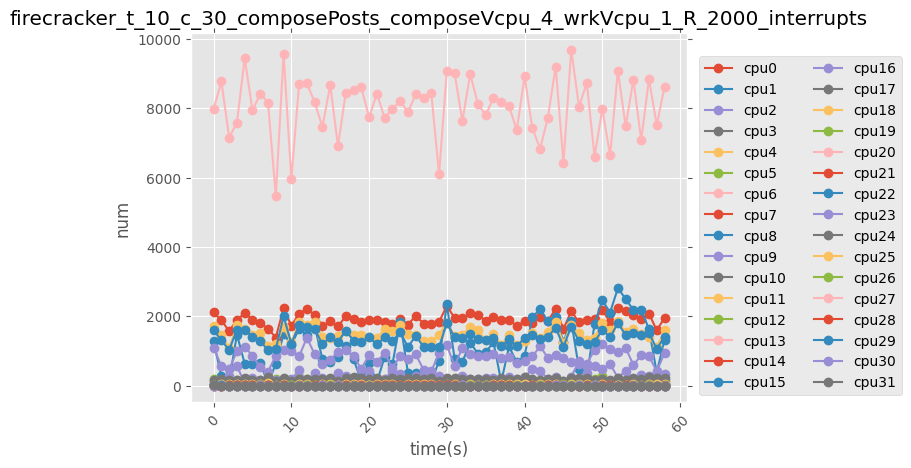 firecracker_t_10_c_30_composePosts_composeVcpu_4_wrkVcpu_1_R_2000_interrupts
10000
8000
6000
4000
2000
0
num
0
10
20
30
40
50
60
time(s)
cpu0
cpu1
cpu2
cpu3
cpu4
cpu5
cpu6
cpu7
cpu8
cpu9
cpu10
cpu11
cpu12
cpu13
cpu14
cpu15
cpu16
cpu17
cpu18
cpu19
cpu20
cpu21
cpu22
cpu23
cpu24
cpu25
cpu26
cpu27
cpu28
cpu29
cpu30
cpu31